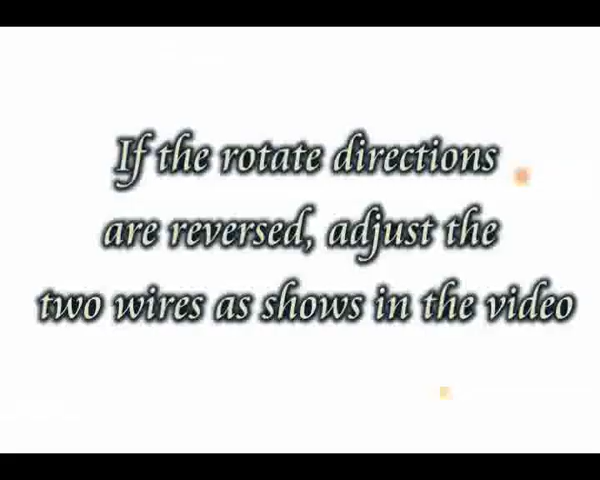 If the rotate directions
are reversed, adjust the
two wires as shows in the video